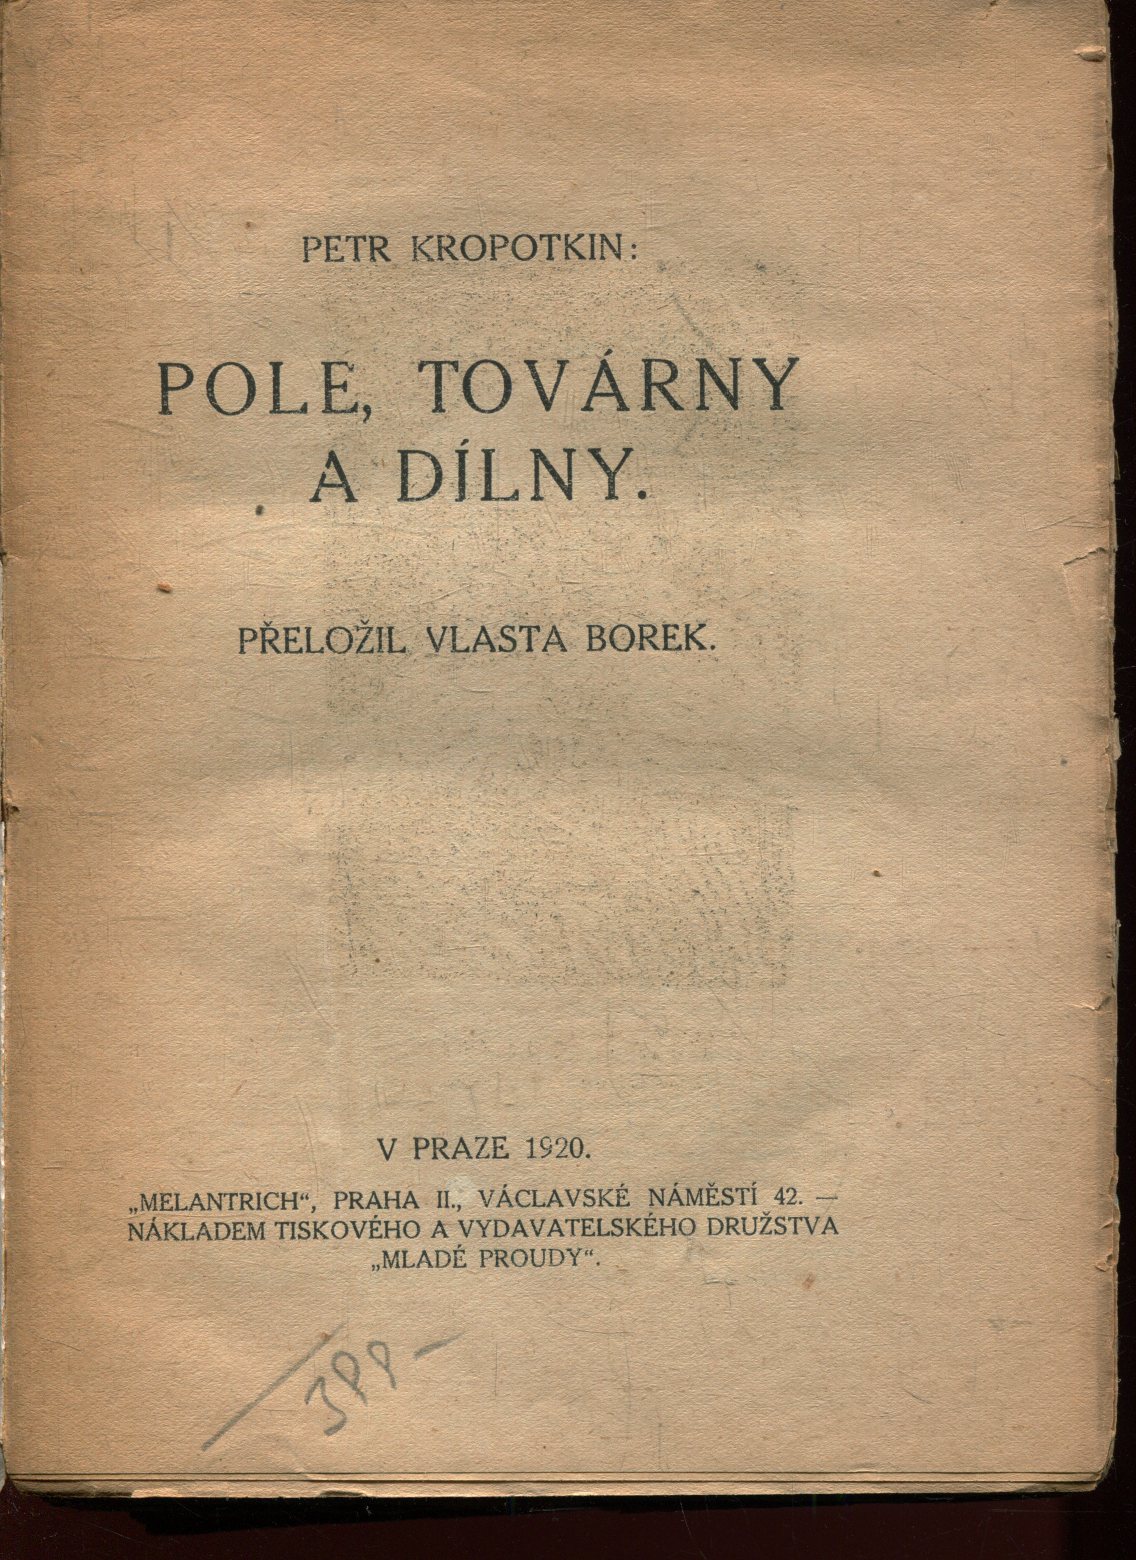 PETR KROPOTKIN:
POLE, TOVÁRNY
A DÍLNY.
PŘELOŽIL VLASTA BOREK.
V PRAZE 1920.
„MELANTRICH“, PRAHA II., VÁCLAVSKÉ NÁMĚSTÍ 42. —
NÁKLADEM TISKOVÉHO A VYDAVATELSKÉHO DRUŽSTVA
„MLADÉ PROUDY“.